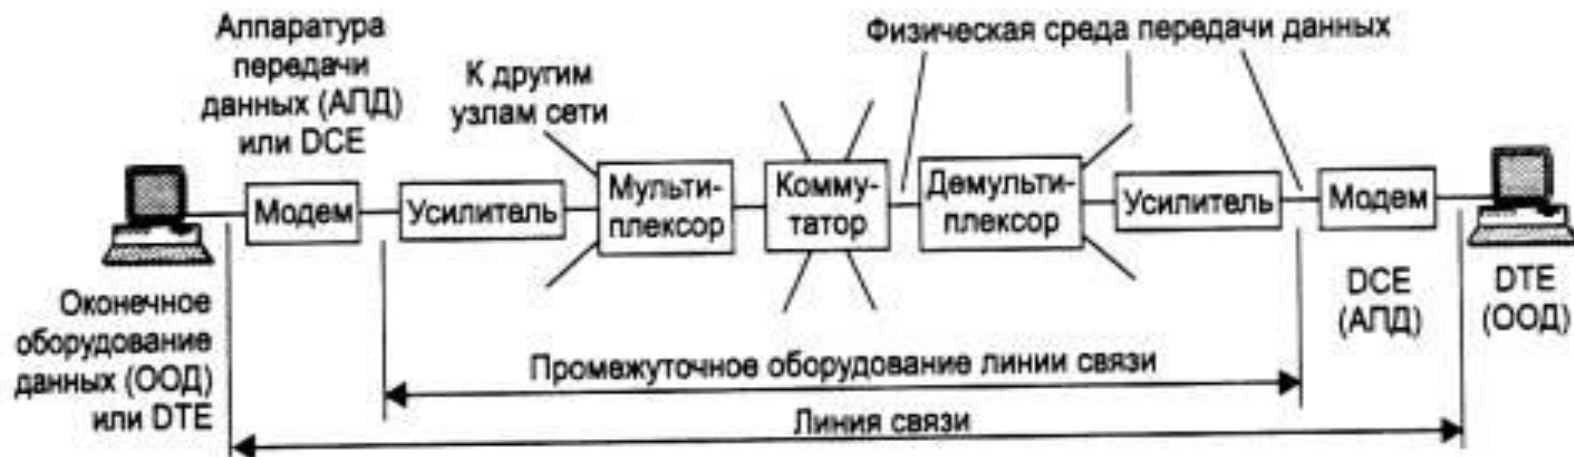 Аппаратура
передачи
данных (АПД)
или DCE
К другим
узлам сети
Физическая среда передачи данных
Модем
Усилитель
Мульти-
плексор
Комму-
татор
Демульти-
плексор
Усилитель
Модем
Оконечное
оборудование
данных (ООД)
или DTE
DCE
(АПД)
DTE
(ООД)
Промежуточное оборудование линии связи
Линия связи